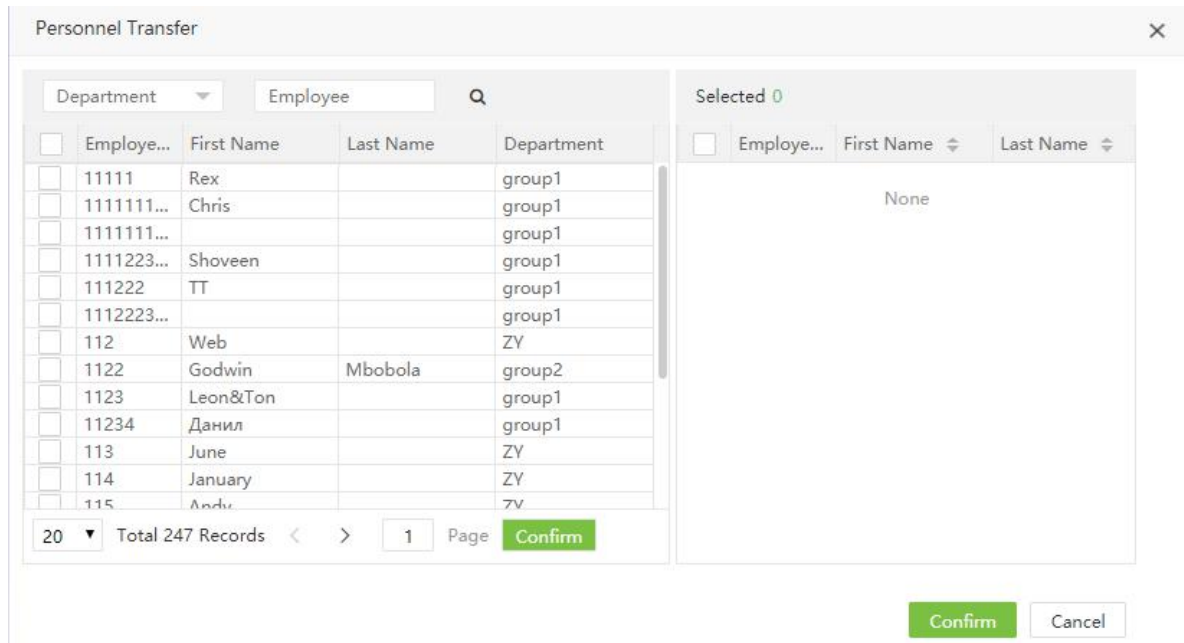 Personnel Transfer
Department Employee
Employe... First Name Last Name Department
11111 Rex group1
1111111... Chris group1
1111111... group1
1111223... Shoveen group1
111222 TT group1
1112223... group1
112 Web ZY
1122 Godwin Mbobola group2
1123 Leon&Ton group1
11234 Данил group1
113 June ZY
114 January ZY
115 Andy ZY
20 Total 247 Records < > 1 Page Confirm
Selected 0
Employe... First Name Last Name
None
Confirm Cancel